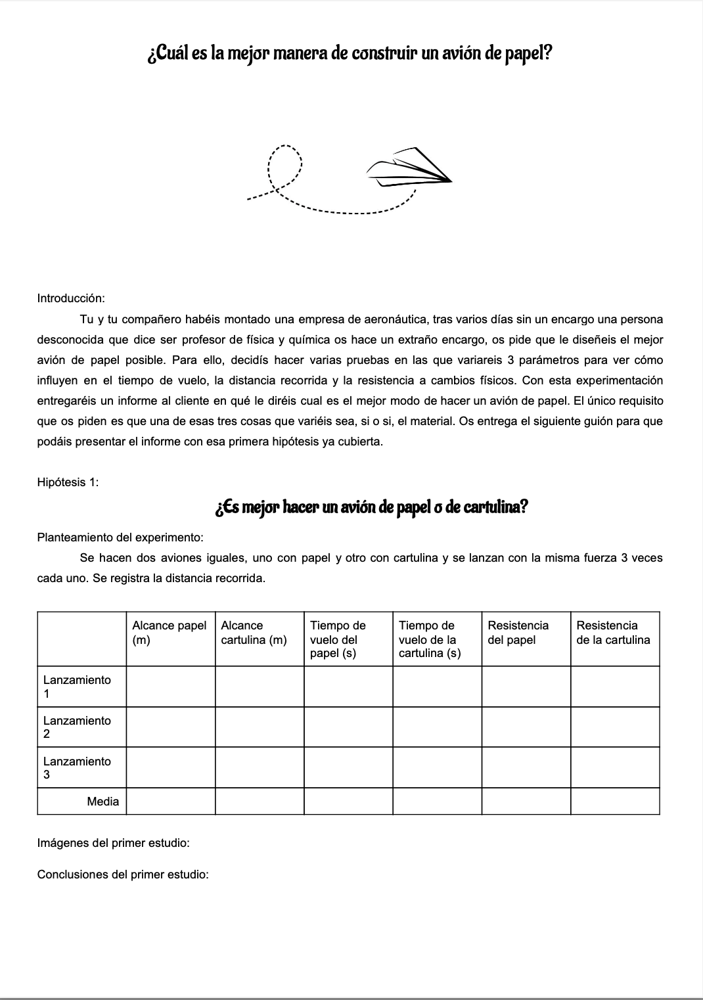 ¿Cuál es la mejor manera de construir un avión de papel?
Introducción:
Tu y tu compañero habéis montado una empresa de aeronáutica, tras varios días sin un encargo una persona
desconocida que dice ser profesor de física y química os hace un extraño encargo, os pide que le diseñeis el mejor
avión de papel posible. Para ello, decidís hacer varias pruebas en las que variareis 3 parámetros para ver cómo
influyen en el tiempo de vuelo, la distancia recorrida y la resistencia a cambios físicos. Con esta experimentación
entregaréis un informe al cliente en qué le diréis cual es el mejor modo de hacer un avión de papel. El único requisito
que os piden es que una de esas tres cosas que variéis sea, si o si, el material. Os entrega el siguiente guión para que
podáis presentar el informe con esa primera hipótesis ya cubierta.
Hipótesis 1:
¿Es mejor hacer un avión de papel o de cartulina?
Planteamiento del experimento:
Se hacen dos aviones iguales, uno con papel y otro con cartulina y se lanzan con la misma fuerza 3 veces
cada uno. Se registra la distancia recorrida.
Alcance papel
(m)
Alcance
cartulina (m)
Tiempo de
vuelo del
papel (s)
Tiempo de
vuelo de la
cartulina (s)
Resistencia
del papel
Resistencia
de la cartulina
Lanzamiento
1
Lanzamiento
2
Lanzamiento
3
Media
Imágenes del primer estudio:
Conclusiones del primer estudio: